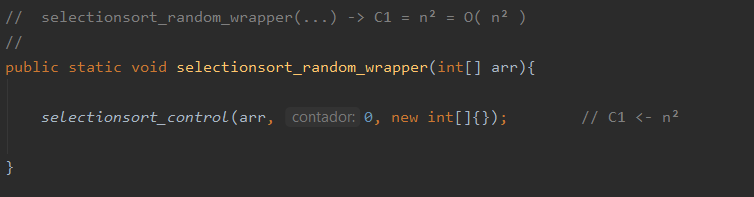 // selectionsort_random_wrapper(...) -> C1 = n² = O( n² )
//
public static void selectionsort_random_wrapper(int[] arr){
selectionsort_control(arr, contador: 0, new int[]{}); // C1 <- n²
}